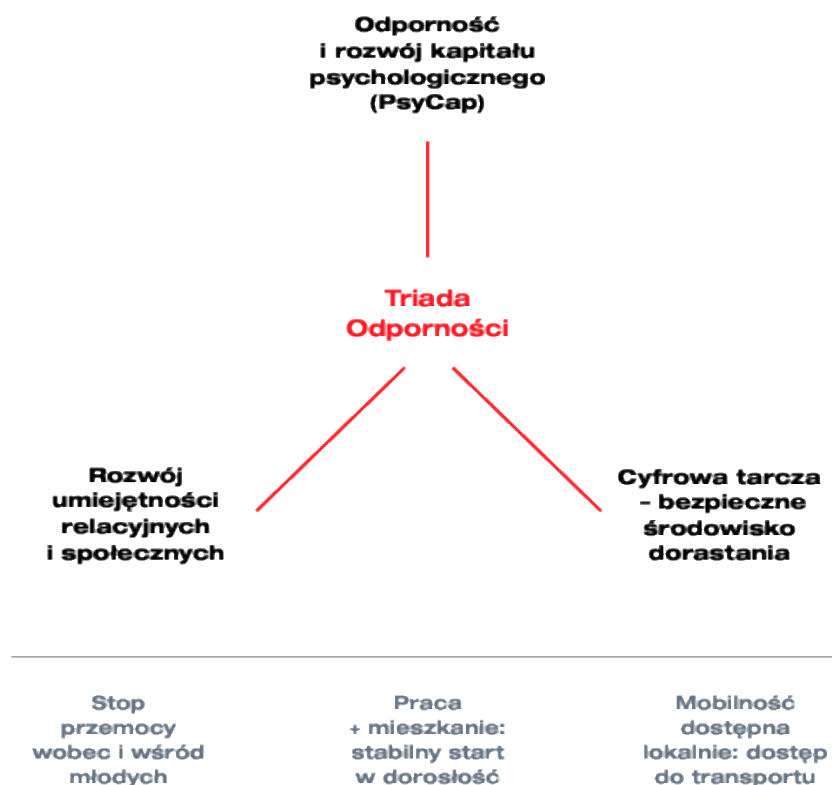 Odporność
i rozwój kapitału
psychologicznego
(PsyCap)
Triada
Odporności
Rozwój
umiejętności
relacyjnych
i społecznych
Cyfrowa tarcza
– bezpieczne
środowisko
dorastania
Stop
przemocy
wobec i wśród
młodych
Praca
+ mieszkanie:
stabilny start
w dorosłość
Mobilność
dostępna
lokalnie: dostęp
do transportu